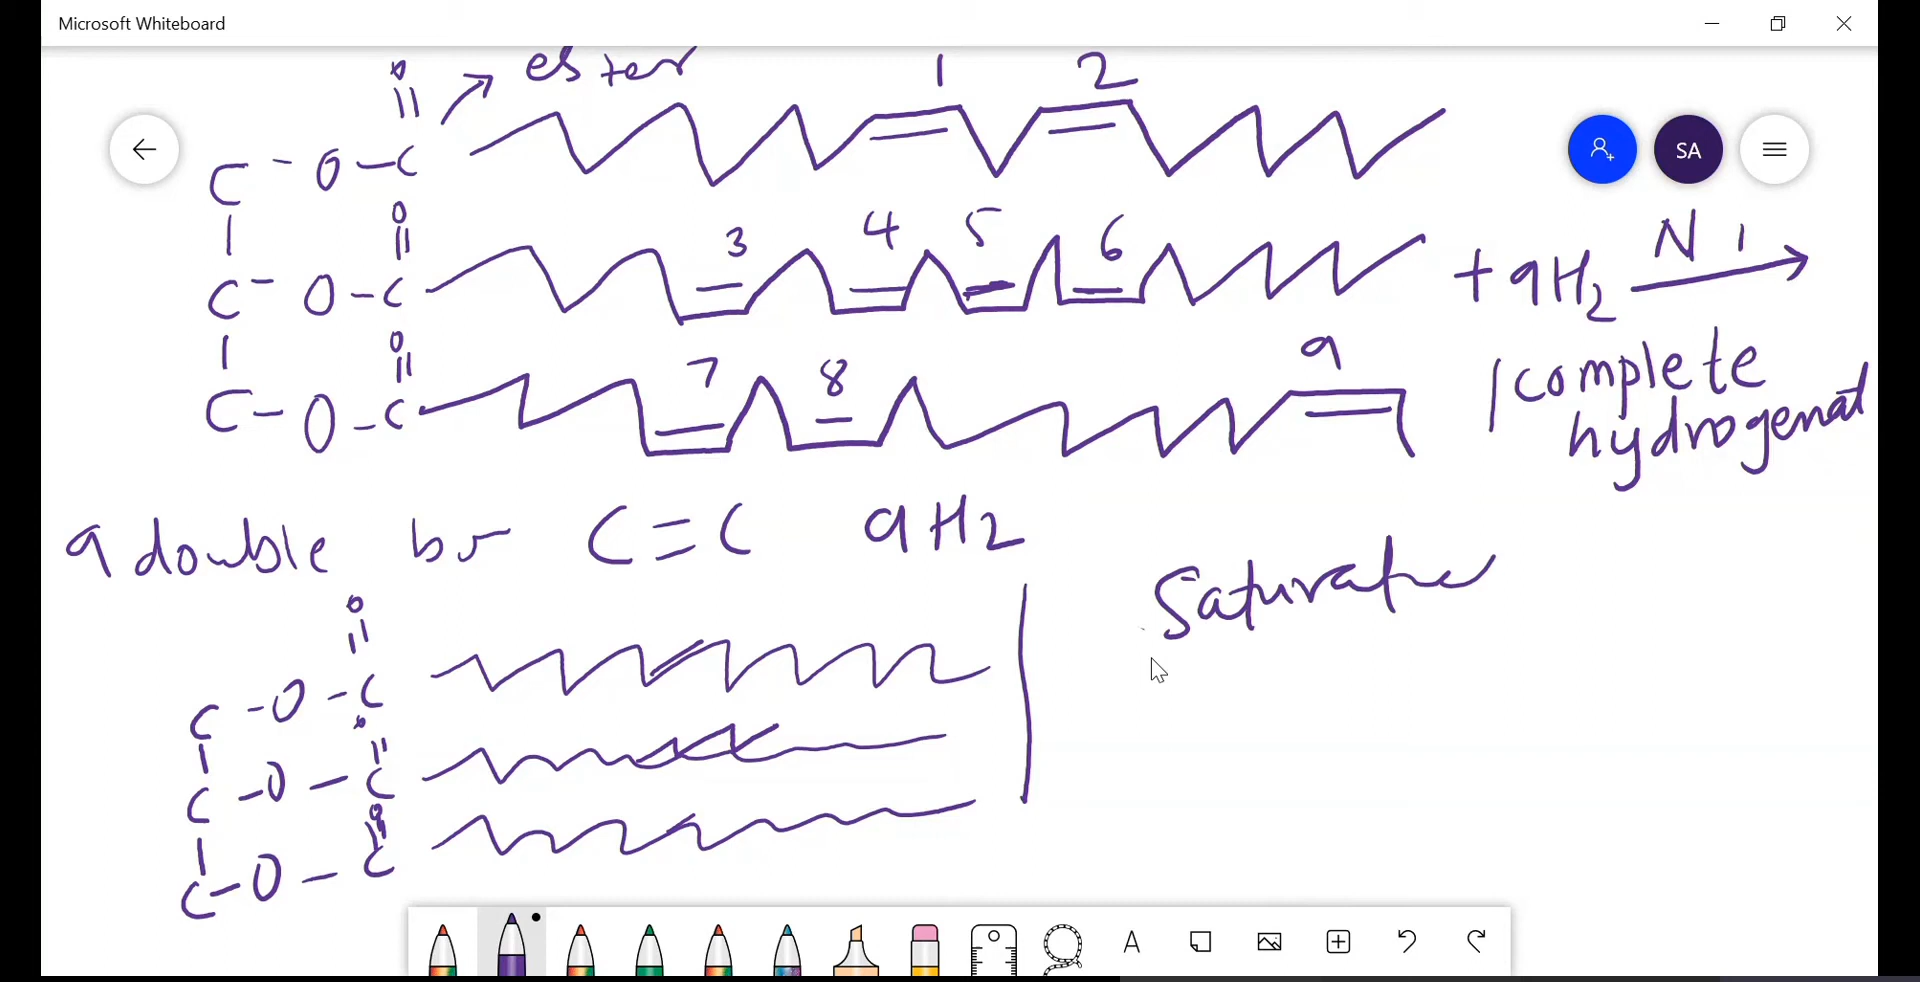 Microsoft Whiteboard
ester
1 2
O
C - O - C
SA
O
3 4 5 6
C - O - C
+ 9H2 Ni
O
7 8 9
C - O - C
complete
hydrogenat
9 double C = C 9H2
Saturate
O
C - O - C
O
C - O - C
O
C - O - C
A